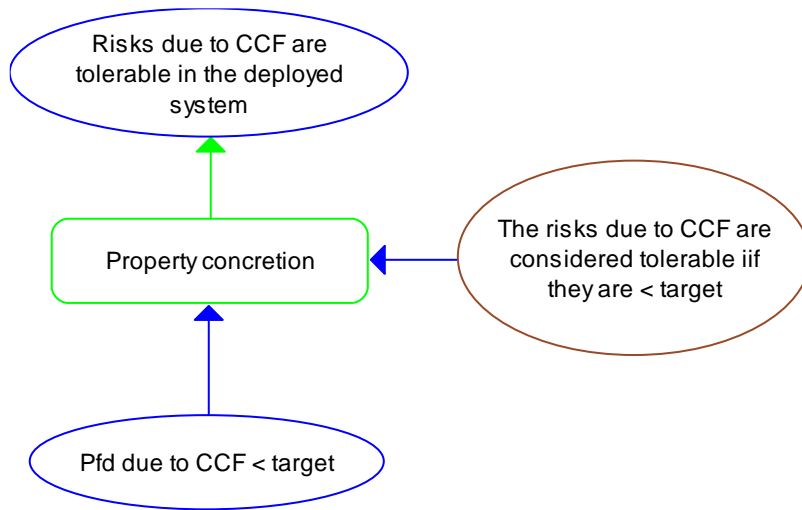 Risks due to CCF are
tolerable in the deployed
system
Property concretion
The risks due to CCF are
considered tolerable iif
they are < target
Pfd due to CCF < target